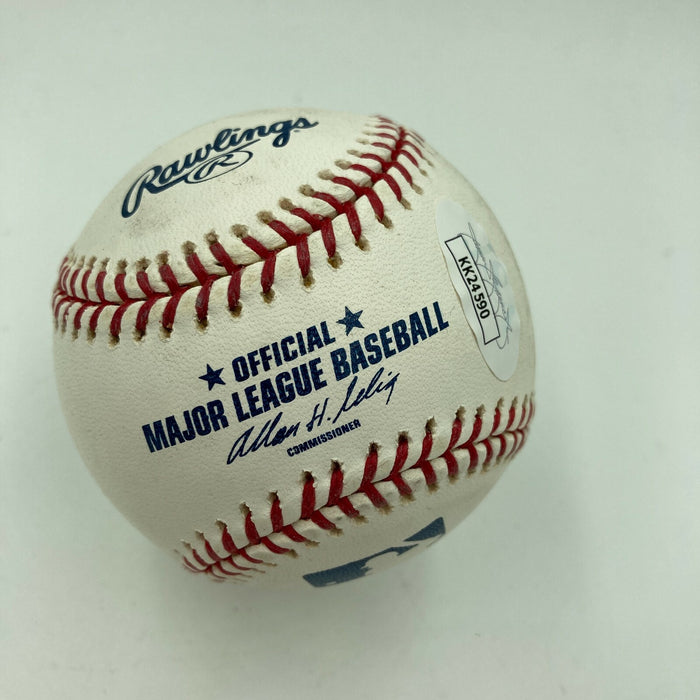 Rawlings
R
★ OFFICIAL ★
MAJOR LEAGUE BASEBALL
Allan H. Selig
COMMISSIONER
KK24590